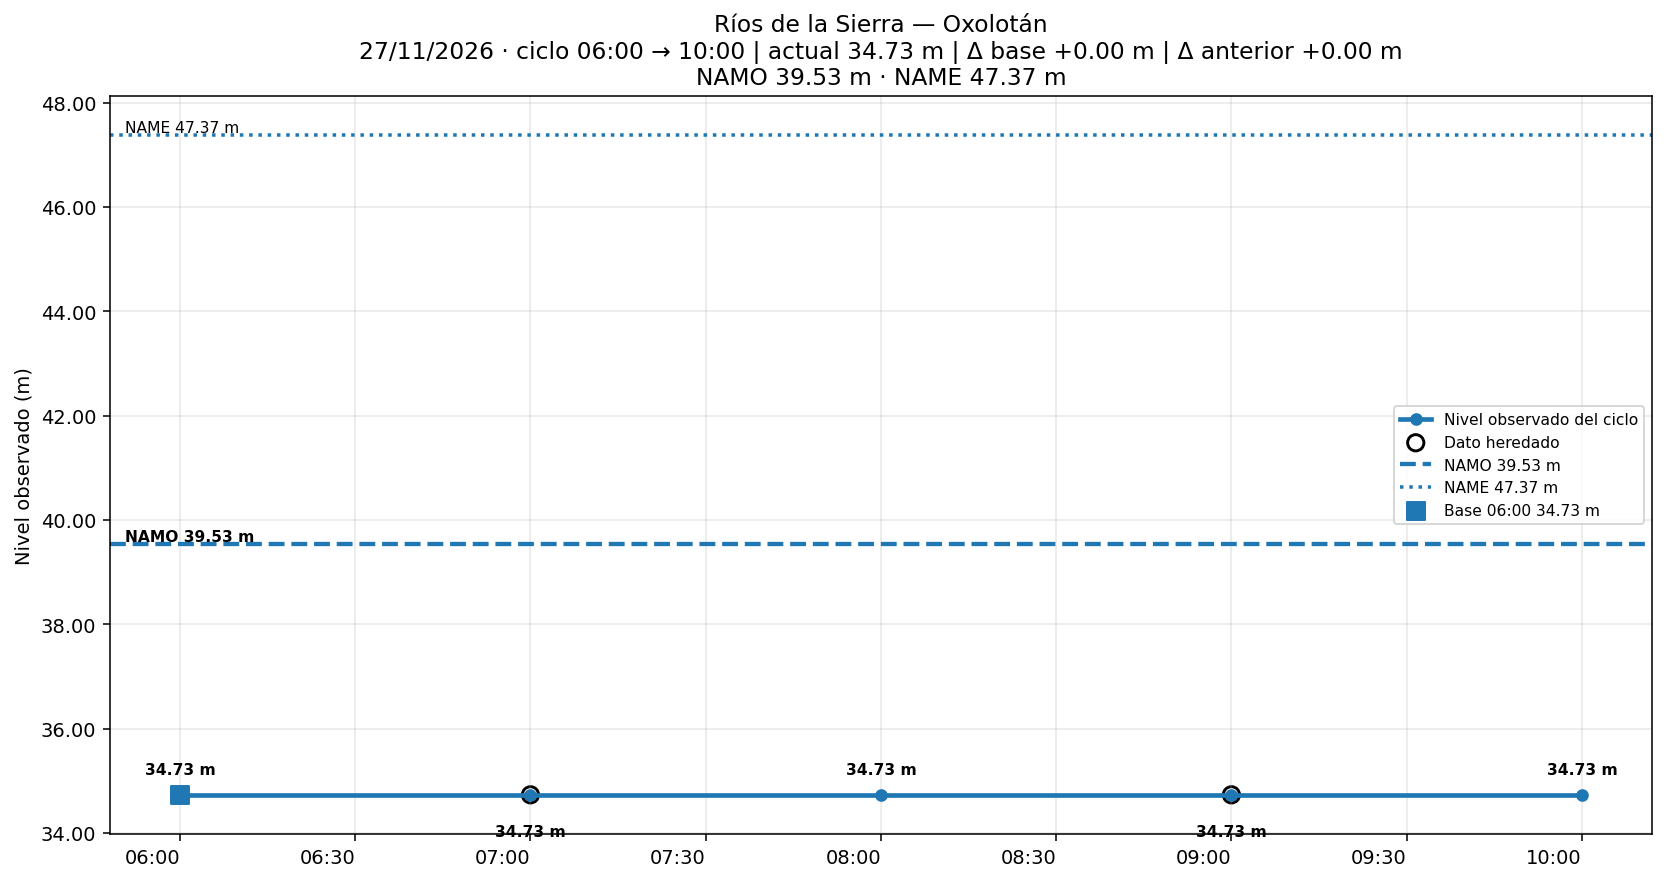 Ríos de la Sierra — Oxolotán
27/11/2026 · ciclo 06:00 → 10:00 | actual 34.73 m | Δ base +0.00 m | Δ anterior +0.00 m
NAMO 39.53 m · NAME 47.37 m
Nivel observado (m)
48.00
46.00
44.00
42.00
40.00
38.00
36.00
34.00
NAME 47.37 m
NAMO 39.53 m
Nivel observado del ciclo
Dato heredado
NAMO 39.53 m
NAME 47.37 m
Base 06:00 34.73 m
34.73 m
34.73 m
34.73 m
34.73 m
34.73 m
06:00
06:30
07:00
07:30
08:00
08:30
09:00
09:30
10:00